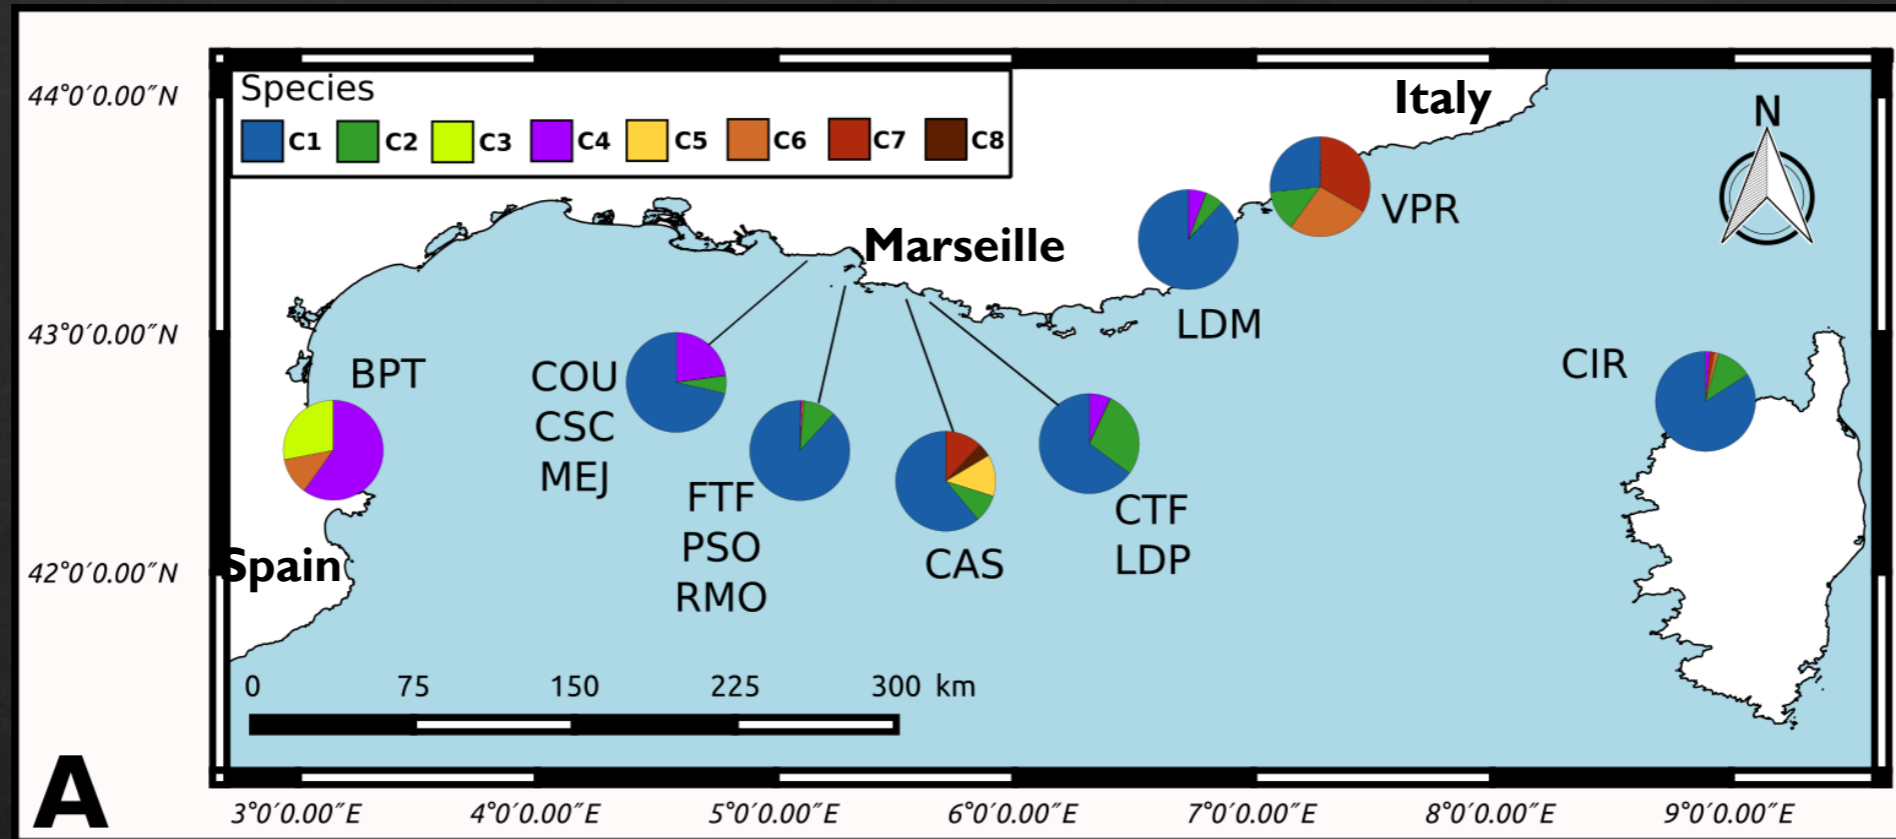 Species
C1 C2 C3 C4 C5 C6 C7 C8
44°0′0.00″N
43°0′0.00″N
42°0′0.00″N
Italy
N
VPR
Marseille
LDM
CIR
BPT
COU
CSC
MEJ
FTF
PSO
RMO
CAS
CTF
LDP
Spain
0 75 150 225 300 km
A
3°0′0.00″E 4°0′0.00″E 5°0′0.00″E 6°0′0.00″E 7°0′0.00″E 8°0′0.00″E 9°0′0.00″E